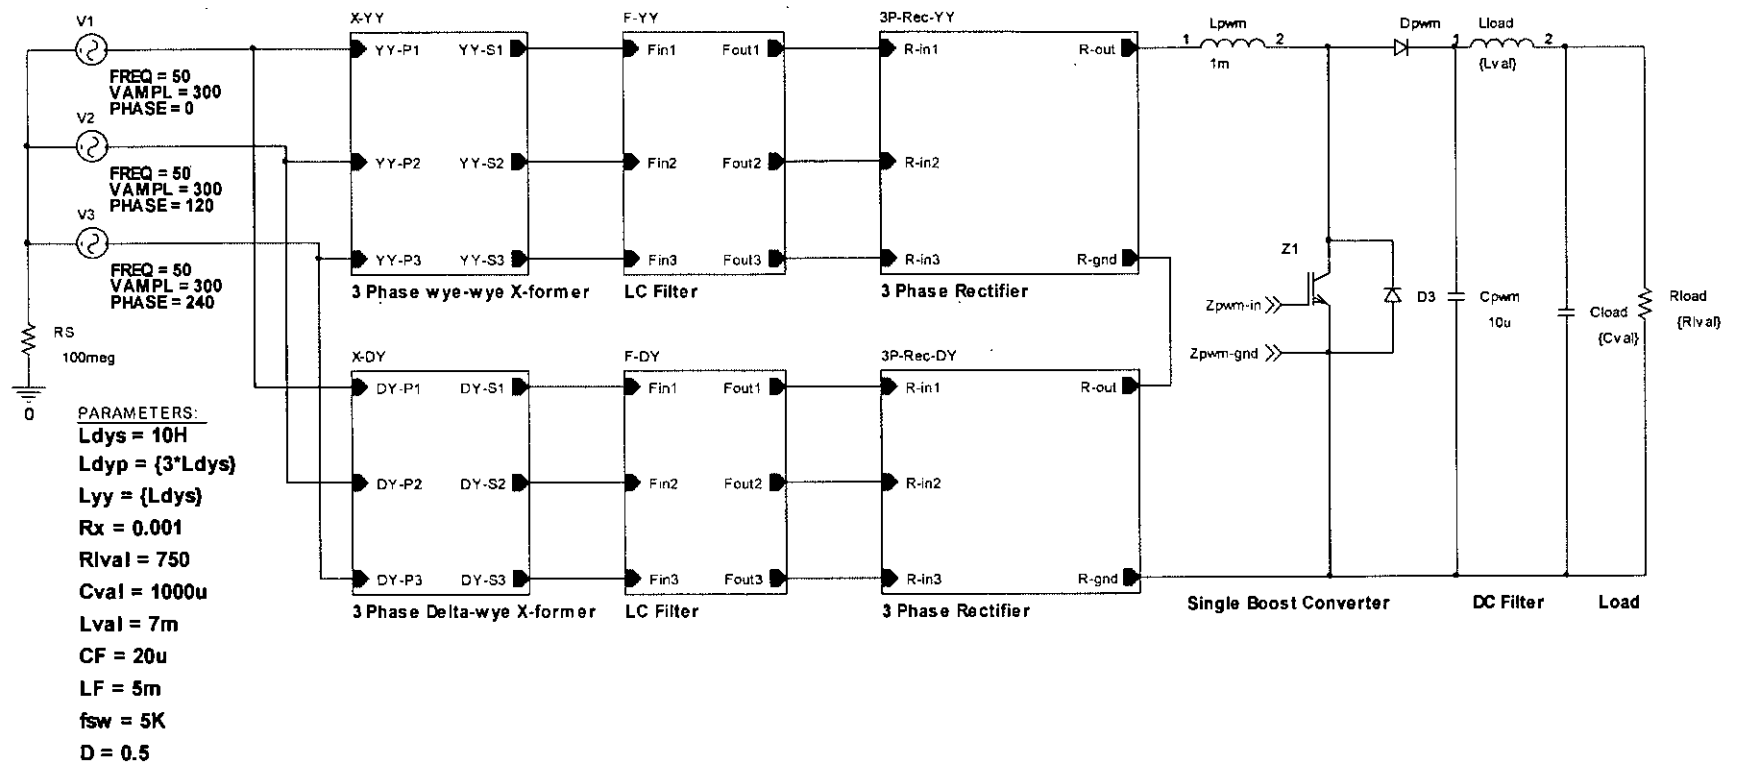 V1
FREQ = 50
VAMPL = 300
PHASE = 0
V2
FREQ = 50
VAMPL = 300
PHASE = 120
V3
FREQ = 50
VAMPL = 300
PHASE = 240
RS
100meg
0
PARAMETERS:
Ldys = 10H
Ldyp = {3*Ldys}
Lyy = {Ldys}
Rx = 0.001
Rlval = 750
Cval = 1000u
Lval = 7m
CF = 20u
LF = 5m
fsw = 5K
D = 0.5
X-YY
YY-P1 YY-S1
YY-P2 YY-S2
YY-P3 YY-S3
3 Phase wye-wye X-former
F-YY
Fin1 Fout1
Fin2 Fout2
Fin3 Fout3
LC Filter
3P-Rec-YY
R-in1 R-out
R-in2
R-in3 R-gnd
3 Phase Rectifier
X-DY
DY-P1 DY-S1
DY-P2 DY-S2
DY-P3 DY-S3
3 Phase Delta-wye X-former
F-DY
Fin1 Fout1
Fin2 Fout2
Fin3 Fout3
LC Filter
3P-Rec-DY
R-in1 R-out
R-in2
R-in3 R-gnd
3 Phase Rectifier
Lpwm
1 2
1m
Dpwm
Lload
1 2
{Lval}
Z1
Zpwm-in
Zpwm-gnd
D3
Cpwm
10u
Cload
{Cval}
Rload
{Rlval}
Single Boost Converter
DC Filter
Load